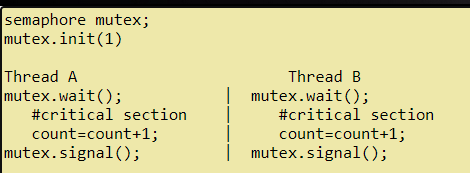 semaphore mutex;
mutex.init(1)
Thread A Thread B
mutex.wait(); | mutex.wait();
#critical section | #critical section
count=count+1; | count=count+1;
mutex.signal(); | mutex.signal();